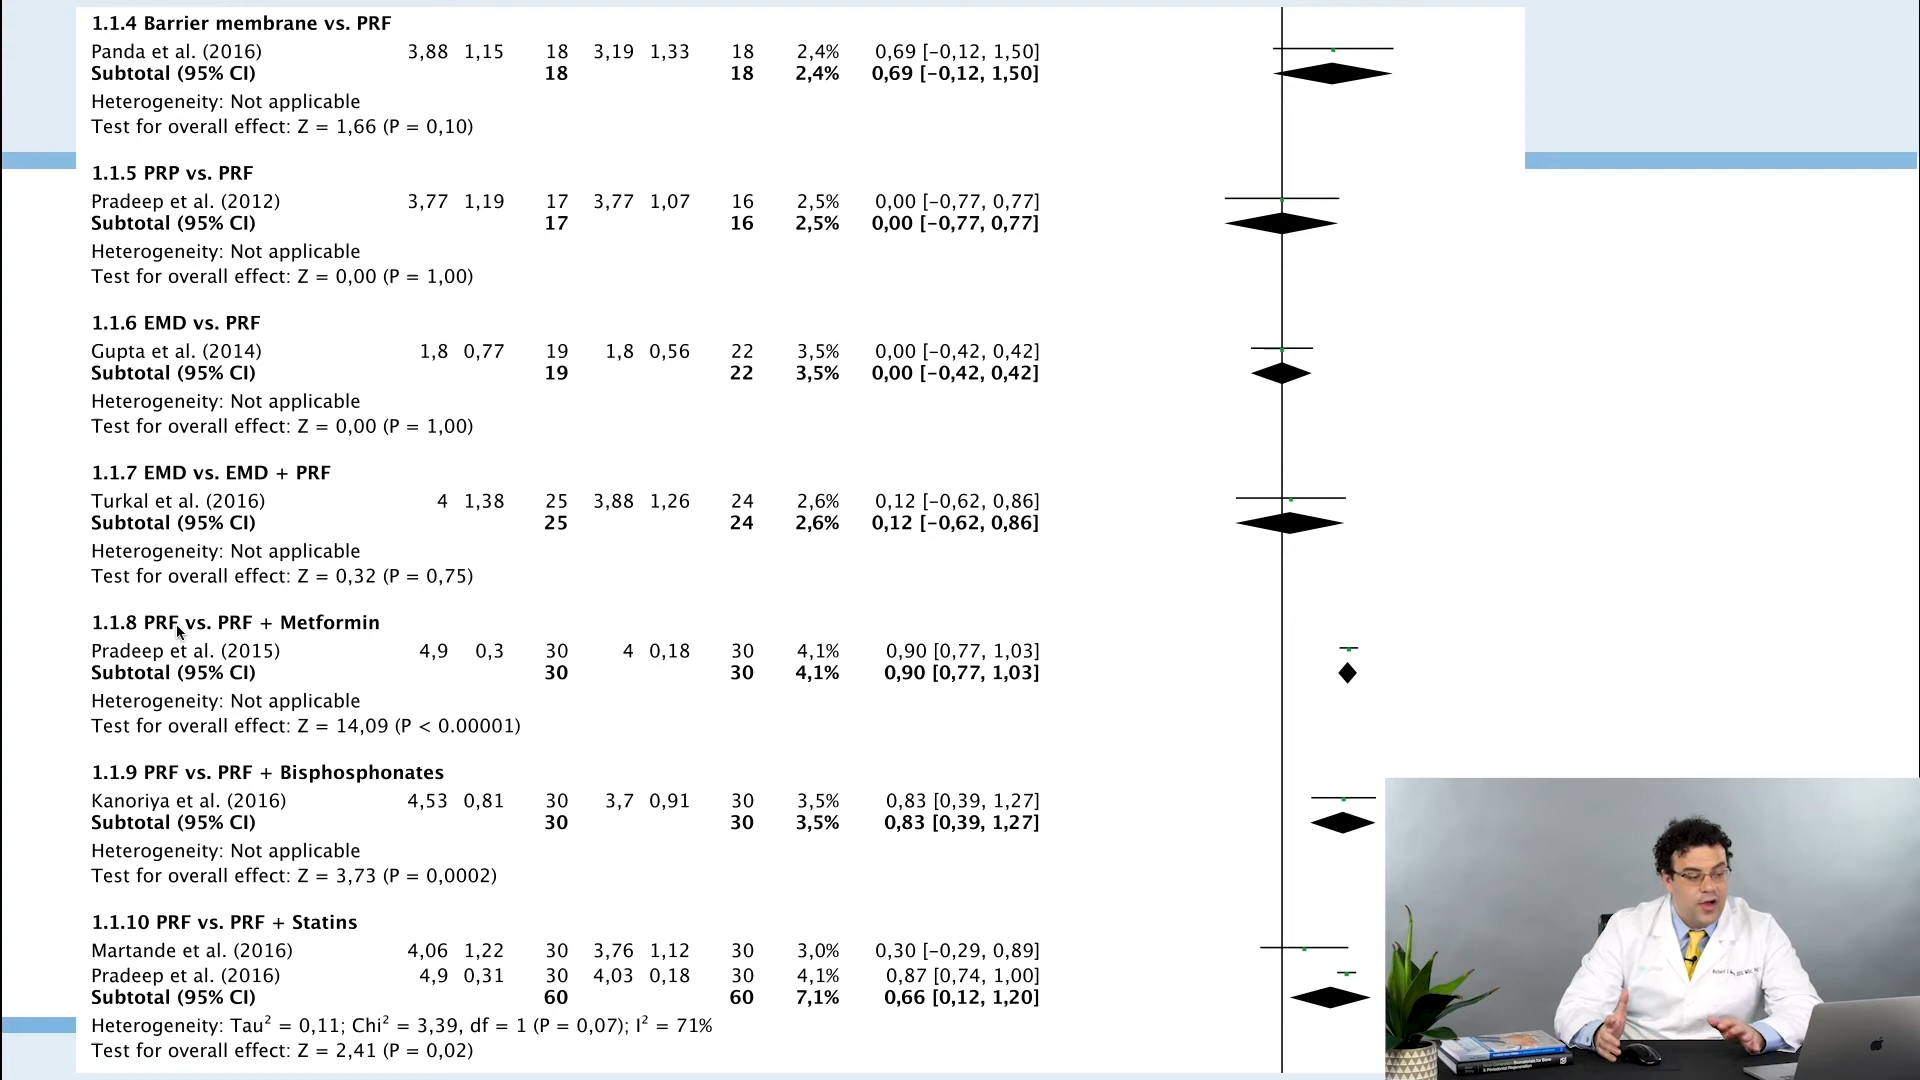 1.1.4 Barrier membrane vs. PRF
Panda et al. (2016) 3,88 1,15 18 3,19 1,33 18 2,4% 0,69 [−0,12, 1,50]
Subtotal (95% CI) 18 18 2,4% 0,69 [−0,12, 1,50]
Heterogeneity: Not applicable
Test for overall effect: Z = 1,66 (P = 0,10)
1.1.5 PRP vs. PRF
Pradeep et al. (2012) 3,77 1,19 17 3,77 1,07 16 2,5% 0,00 [−0,77, 0,77]
Subtotal (95% CI) 17 16 2,5% 0,00 [−0,77, 0,77]
Heterogeneity: Not applicable
Test for overall effect: Z = 0,00 (P = 1,00)
1.1.6 EMD vs. PRF
Gupta et al. (2014) 1,8 0,77 19 1,8 0,56 22 3,5% 0,00 [−0,42, 0,42]
Subtotal (95% CI) 19 22 3,5% 0,00 [−0,42, 0,42]
Heterogeneity: Not applicable
Test for overall effect: Z = 0,00 (P = 1,00)
1.1.7 EMD vs. EMD + PRF
Turkal et al. (2016) 4 1,38 25 3,88 1,26 24 2,6% 0,12 [−0,62, 0,86]
Subtotal (95% CI) 25 24 2,6% 0,12 [−0,62, 0,86]
Heterogeneity: Not applicable
Test for overall effect: Z = 0,32 (P = 0,75)
1.1.8 PRF vs. PRF + Metformin
Pradeep et al. (2015) 4,9 0,3 30 4 0,18 30 4,1% 0,90 [0,77, 1,03]
Subtotal (95% CI) 30 30 4,1% 0,90 [0,77, 1,03]
Heterogeneity: Not applicable
Test for overall effect: Z = 14,09 (P < 0.00001)
1.1.9 PRF vs. PRF + Bisphosphonates
Kanoriya et al. (2016) 4,53 0,81 30 3,7 0,91 30 3,5% 0,83 [0,39, 1,27]
Subtotal (95% CI) 30 30 3,5% 0,83 [0,39, 1,27]
Heterogeneity: Not applicable
Test for overall effect: Z = 3,73 (P = 0,0002)
1.1.10 PRF vs. PRF + Statins
Martande et al. (2016) 4,06 1,22 30 3,76 1,12 30 3,0% 0,30 [−0,29, 0,89]
Pradeep et al. (2016) 4,9 0,31 30 4,03 0,18 30 4,1% 0,87 [0,74, 1,00]
Subtotal (95% CI) 60 60 7,1% 0,66 [0,12, 1,20]
Heterogeneity: Tau² = 0,11; Chi² = 3,39, df = 1 (P = 0,07); I² = 71%
Test for overall effect: Z = 2,41 (P = 0,02)